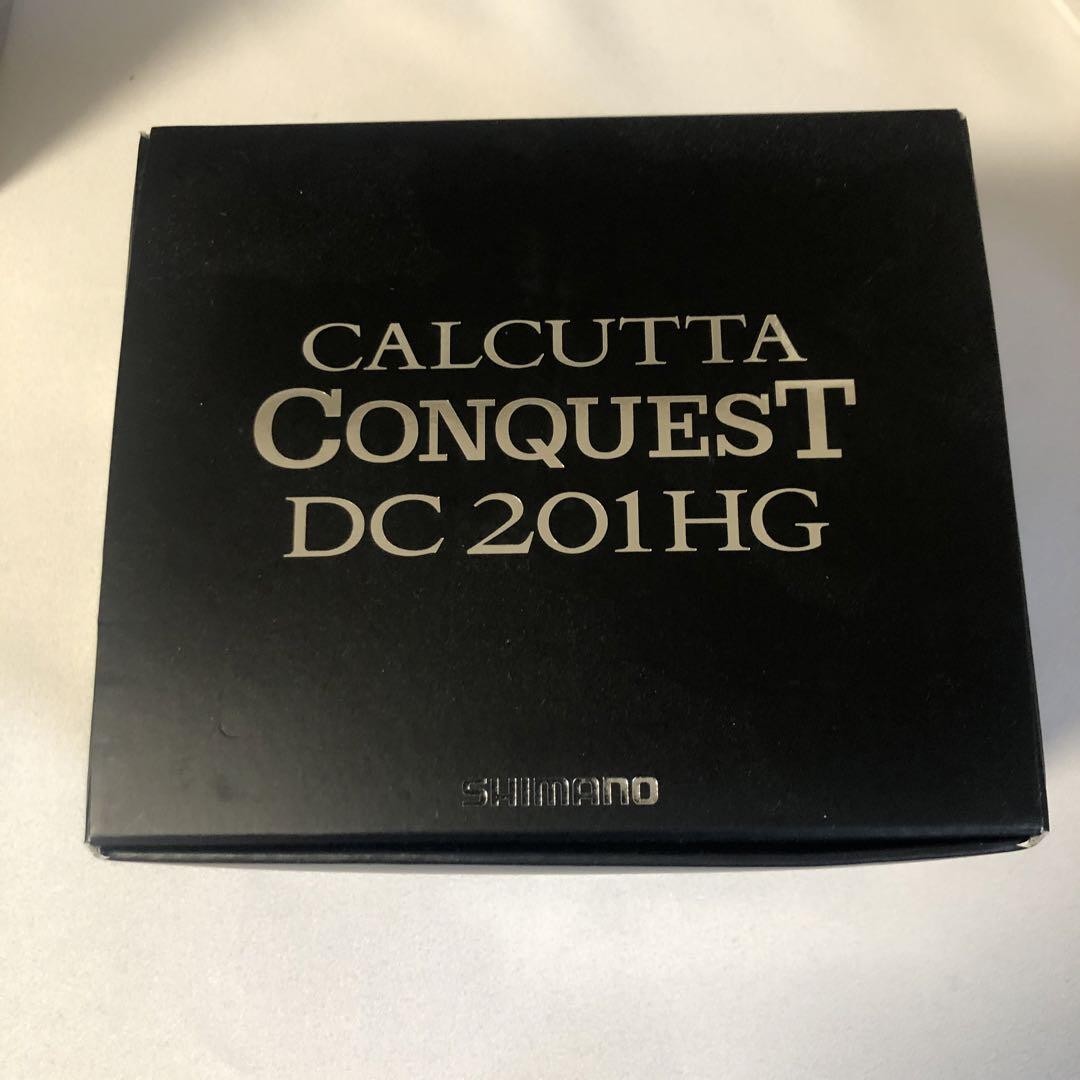 CALCUTTA
CONQUEST
DC 201HG
SHIMANO